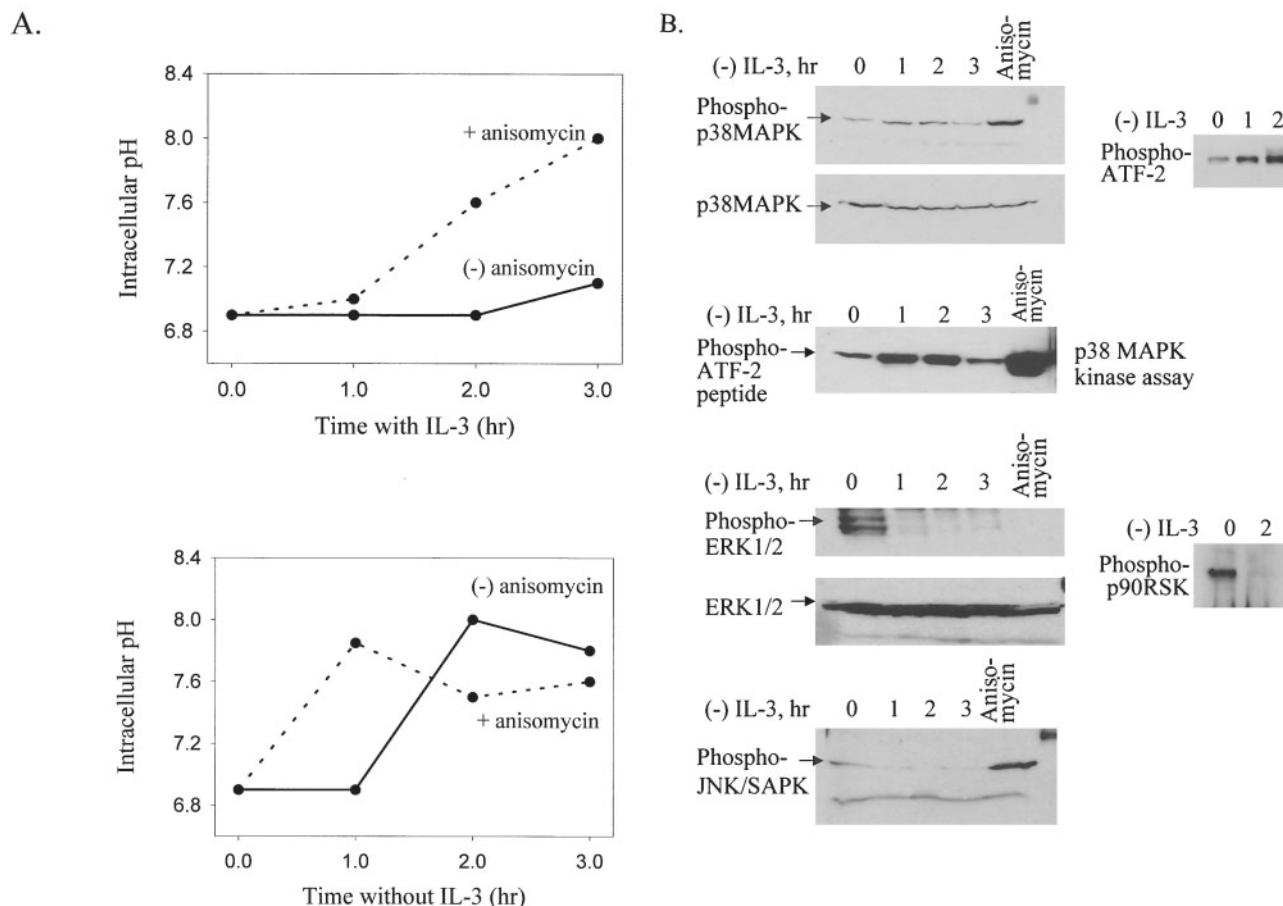 A.
8.4
8.0
7.6
7.2
6.8
Intracellular pH
+ anisomycin
(-) anisomycin
0.0 1.0 2.0 3.0
Time with IL-3 (hr)
8.4
8.0
7.6
7.2
6.8
Intracellular pH
(-) anisomycin
+ anisomycin
0.0 1.0 2.0 3.0
Time without IL-3 (hr)
B.
(-) IL-3, hr 0 1 2 3 Aniso-
mycin
Phospho-
p38MAPK
p38MAPK
(-) IL-3 0 1 2
Phospho-
ATF-2
(-) IL-3, hr 0 1 2 3 Aniso-
mycin
Phospho-
ATF-2
peptide
p38 MAPK
kinase assay
(-) IL-3, hr 0 1 2 3 Aniso-
mycin
Phospho-
ERK1/2
ERK1/2
(-) IL-3 0 2
Phospho-
p90RSK
(-) IL-3, hr 0 1 2 3 Aniso-
mycin
Phospho-
JNK/SAPK